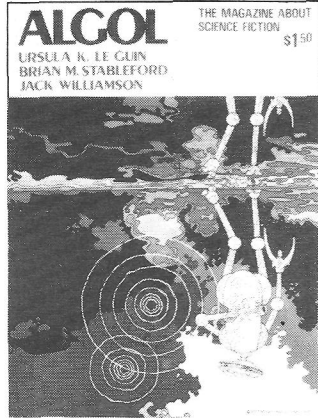 ALGOL
THE MAGAZINE ABOUT
SCIENCE FICTION
$1.50
URSULA K. LE GUIN
BRIAN M. STABLEFORD
JACK WILLIAMSON